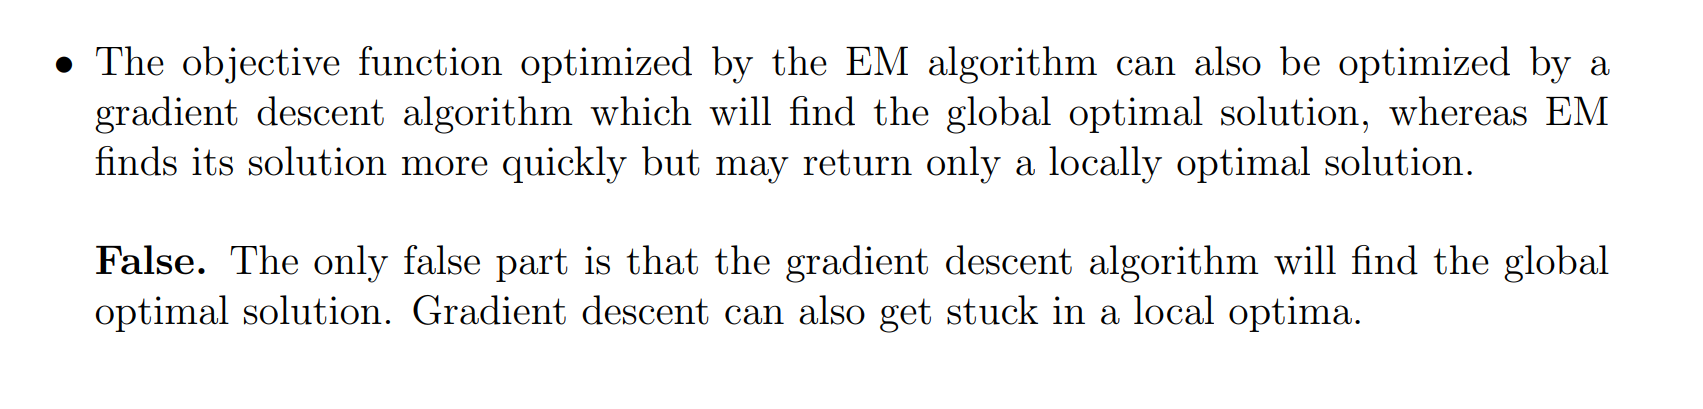 • The objective function optimized by the EM algorithm can also be optimized by a
gradient descent algorithm which will find the global optimal solution, whereas EM
finds its solution more quickly but may return only a locally optimal solution.
False. The only false part is that the gradient descent algorithm will find the global
optimal solution. Gradient descent can also get stuck in a local optima.